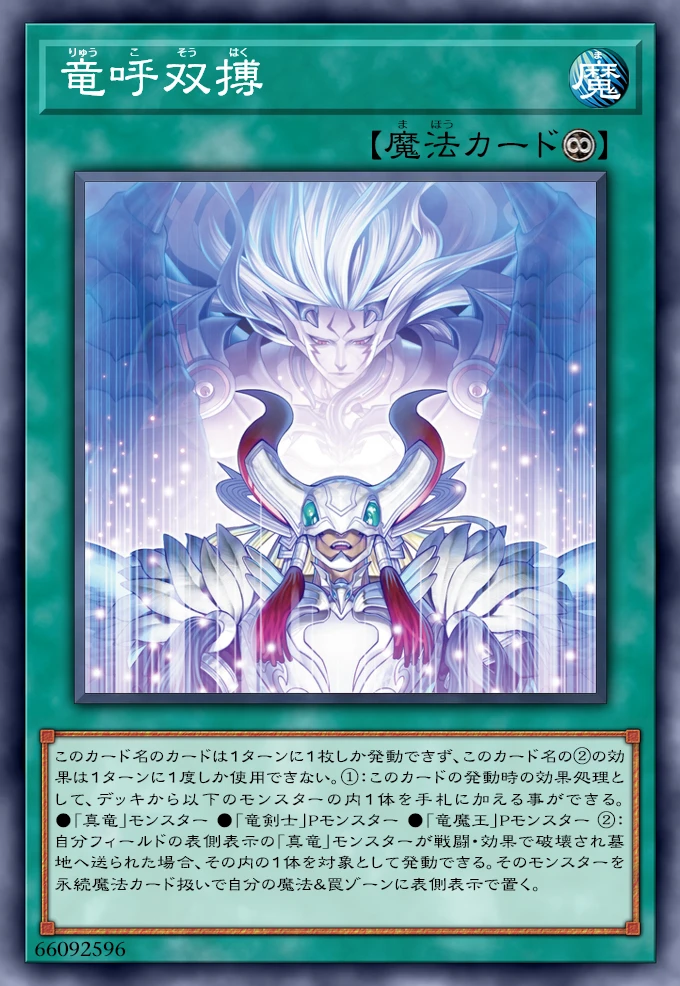 りゅう こ そう はく
竜呼双搏
ま
魔
ま ほう
【魔法カード♾】
このカード名のカードは1ターンに1枚しか発動できず、このカード名の②の効
果は1ターンに1度しか使用できない。①:このカードの発動時の効果処理と
して、デッキから以下のモンスターの内1体を手札に加える事ができる。
●「真竜」モンスター ●「竜剣士」Pモンスター ●「竜魔王」Pモンスター ②:
自分フィールドの表側表示の「真竜」モンスターが戦闘・効果で破壊され墓
地へ送られた場合、その内の1体を対象として発動できる。そのモンスターを
永続魔法カード扱いで自分の魔法&罠ゾーンに表側表示で置く。
66092596